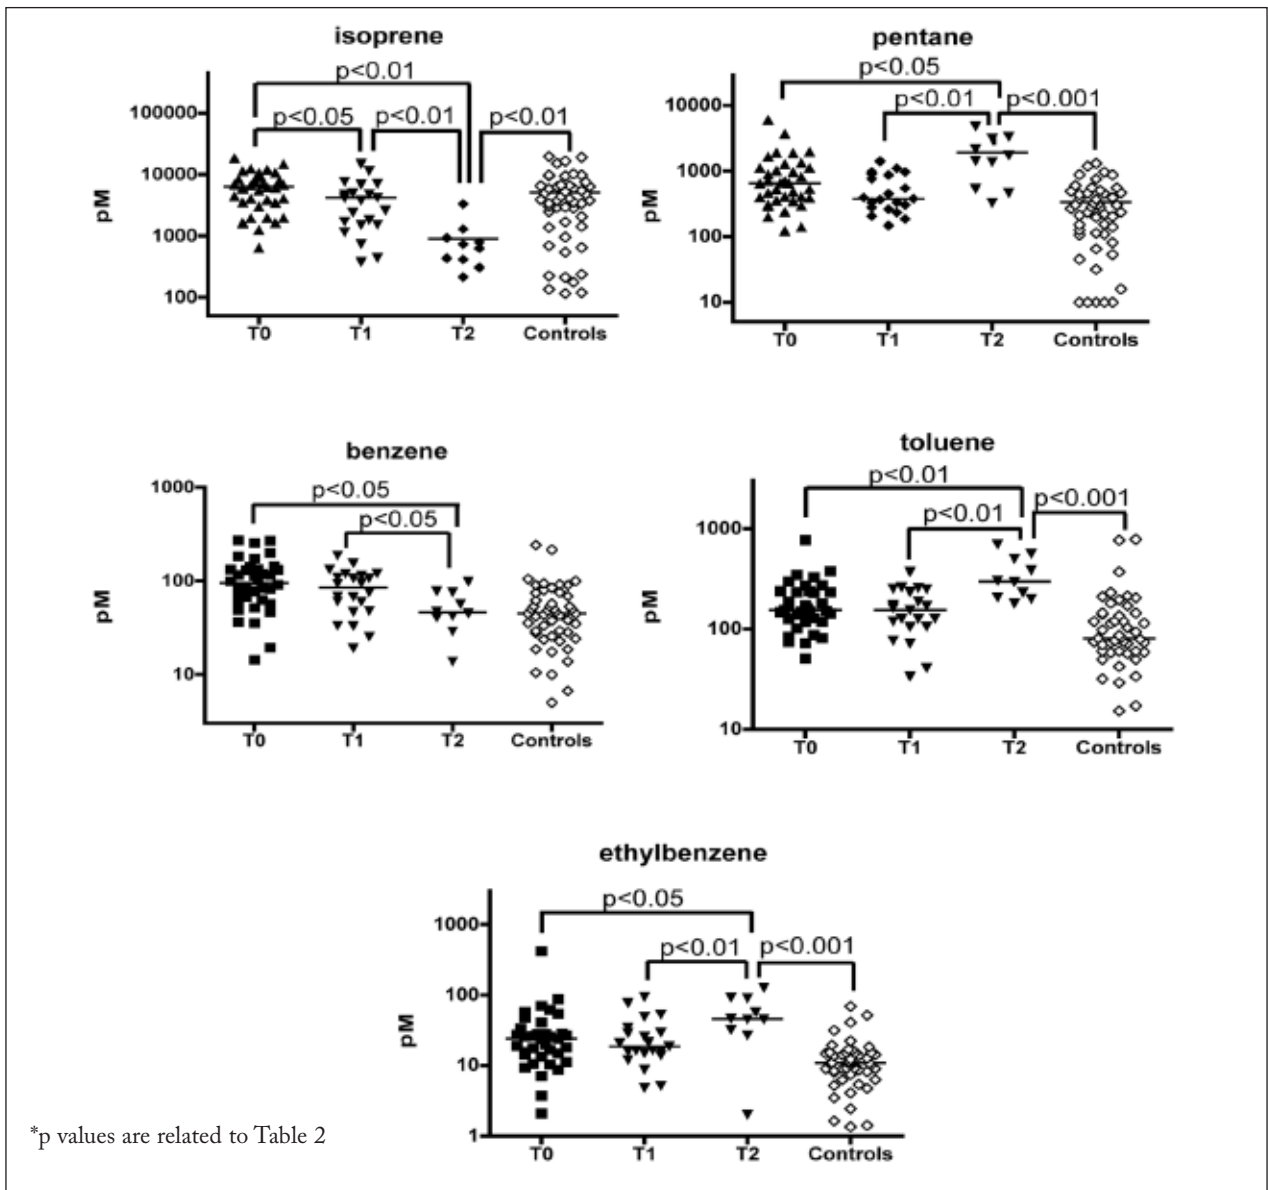 isoprene
p<0.01
p<0.05 p<0.01 p<0.01
100000
10000
1000
100
pM
T0 T1 T2 Controls
pentane
p<0.05
p<0.01 p<0.001
10000
1000
100
10
pM
T0 T1 T2 Controls
benzene
p<0.05
p<0.05
1000
100
10
pM
T0 T1 T2 Controls
toluene
p<0.01
p<0.01 p<0.001
1000
100
10
pM
T0 T1 T2 Controls
ethylbenzene
p<0.05
p<0.01 p<0.001
1000
100
10
1
pM
T0 T1 T2 Controls
*p values are related to Table 2